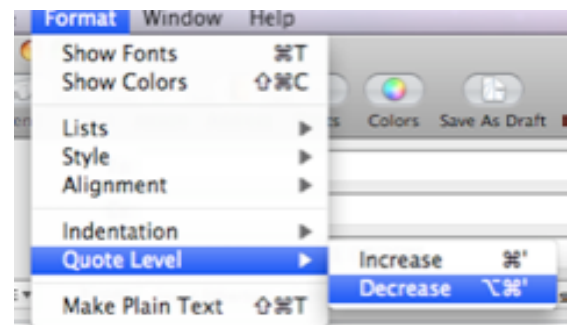 Format Window Help
Show Fonts ⌘T
Show Colors ⇧⌘C
Colors Save As Draft
Lists
Style
Alignment
Indentation
Quote Level
Increase ⌘'
Decrease ⌥⌘'
Make Plain Text ⇧⌘T